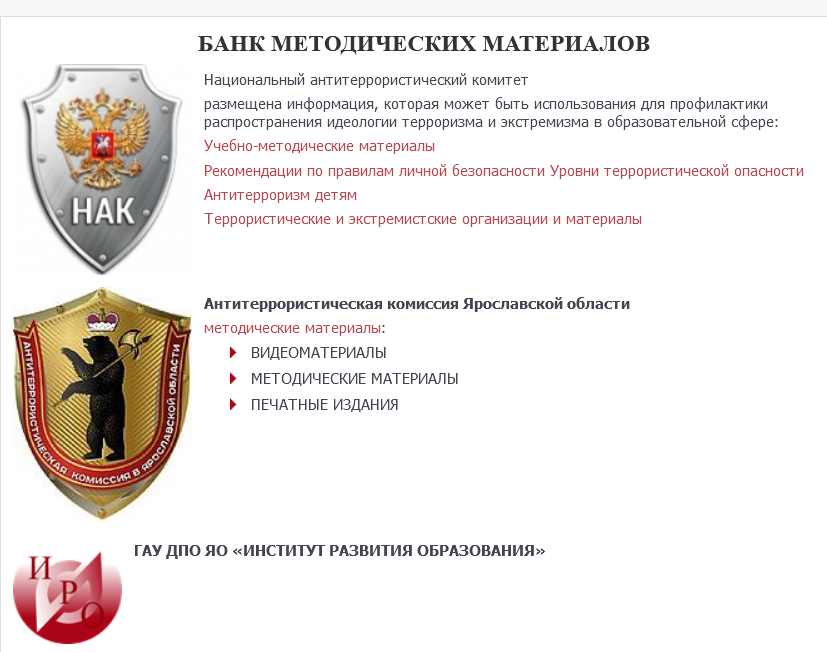 БАНК МЕТОДИЧЕСКИХ МАТЕРИАЛОВ
НАК
Национальный антитеррористический комитет
размещена информация, которая может быть использования для профилактики
распространения идеологии терроризма и экстремизма в образовательной сфере:
Учебно-методические материалы
Рекомендации по правилам личной безопасности Уровни террористической опасности
Антитерроризм детям
Террористические и экстремистские организации и материалы
АНТИТЕРРОРИСТИЧЕСКАЯ КОМИССИЯ В ЯРОСЛАВСКОЙ ОБЛАСТИ
Антитеррористическая комиссия Ярославской области
методические материалы:
ВИДЕОМАТЕРИАЛЫ
МЕТОДИЧЕСКИЕ МАТЕРИАЛЫ
ПЕЧАТНЫЕ ИЗДАНИЯ
ИРО
ГАУ ДПО ЯО «ИНСТИТУТ РАЗВИТИЯ ОБРАЗОВАНИЯ»